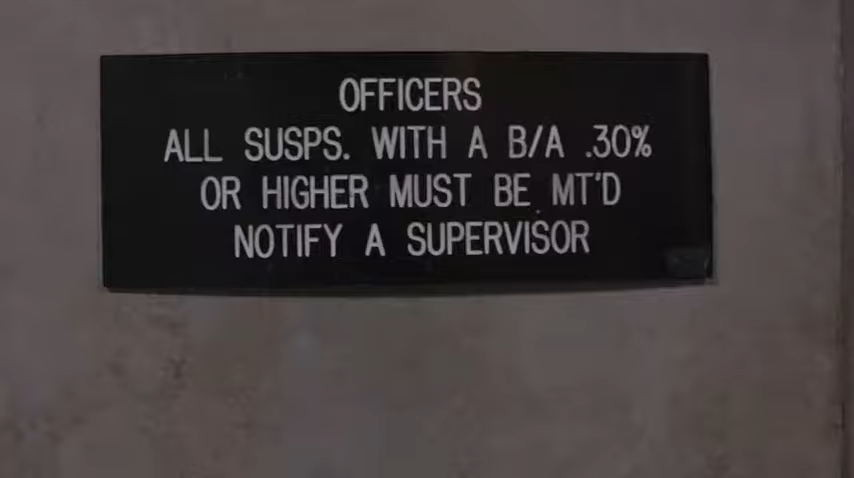 OFFICERS
ALL SUSPS. WITH A B/A .30%
OR HIGHER MUST BE MT'D
NOTIFY A SUPERVISOR